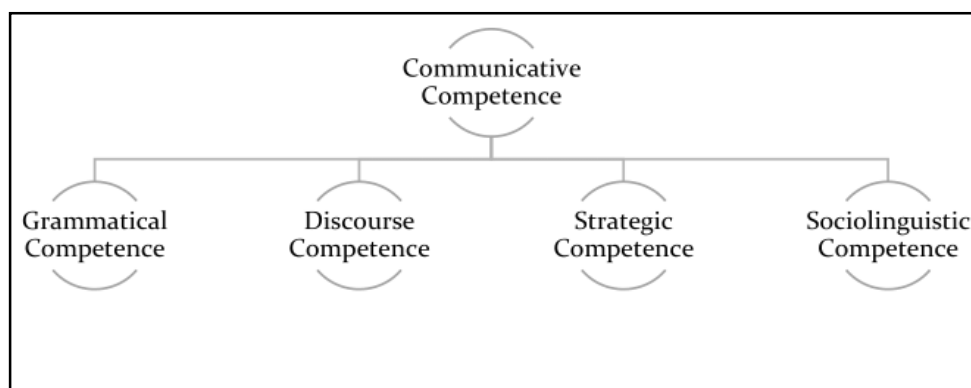 Communicative
Competence
Grammatical
Competence
Discourse
Competence
Strategic
Competence
Sociolinguistic
Competence